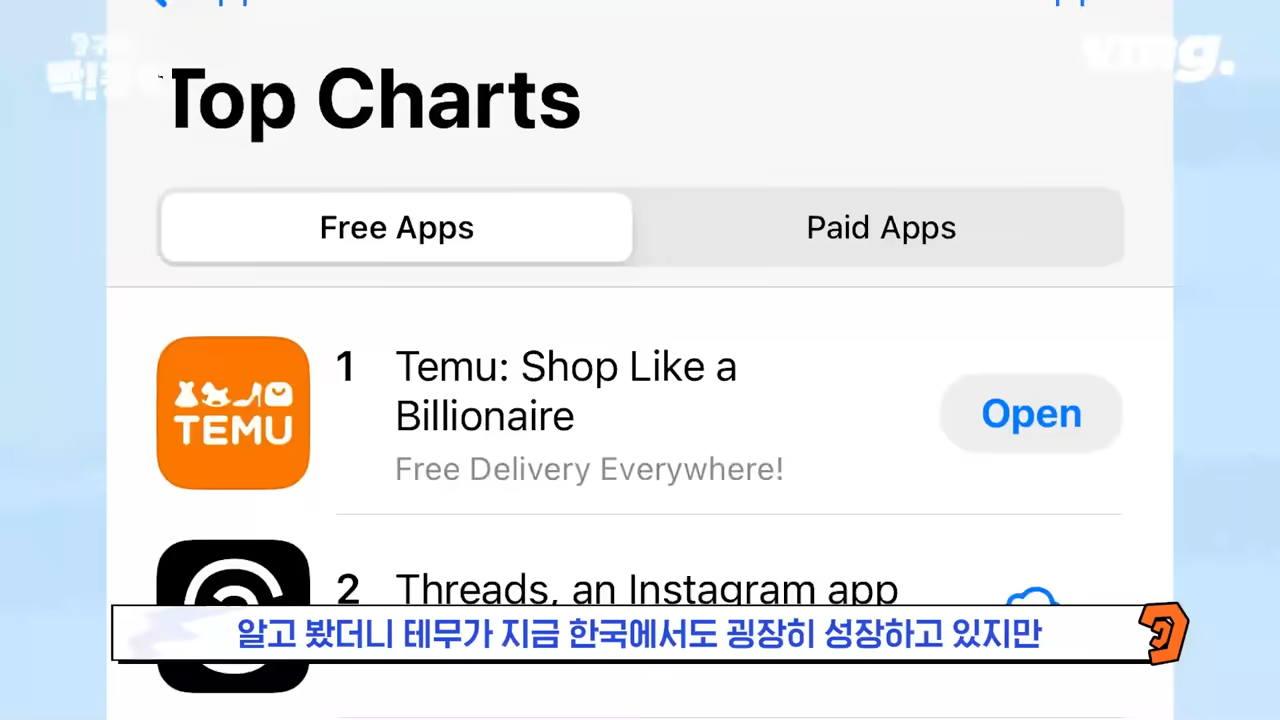 ving.
Top Charts
Free Apps
Paid Apps
TEMU
1 Temu: Shop Like a
Billionaire
Free Delivery Everywhere!
Open
2 Threads, an Instagram app
알고 봤더니 테무가 지금 한국에서도 굉장히 성장하고 있지만